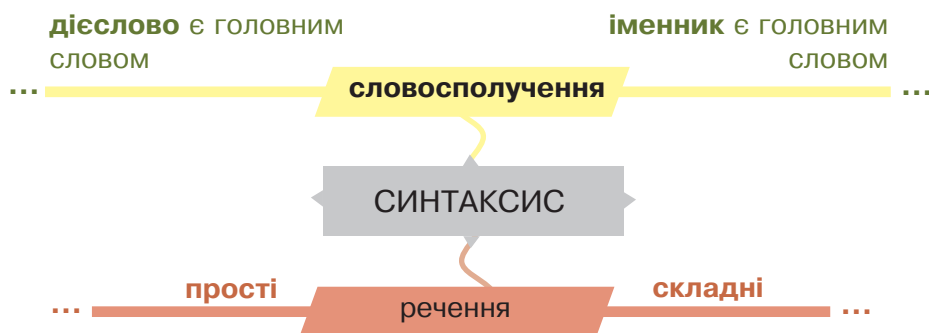 дієслово є головним
словом
іменник є головним
словом
... словосполучення ...
СИНТАКСИС
прості
складні
... речення ...